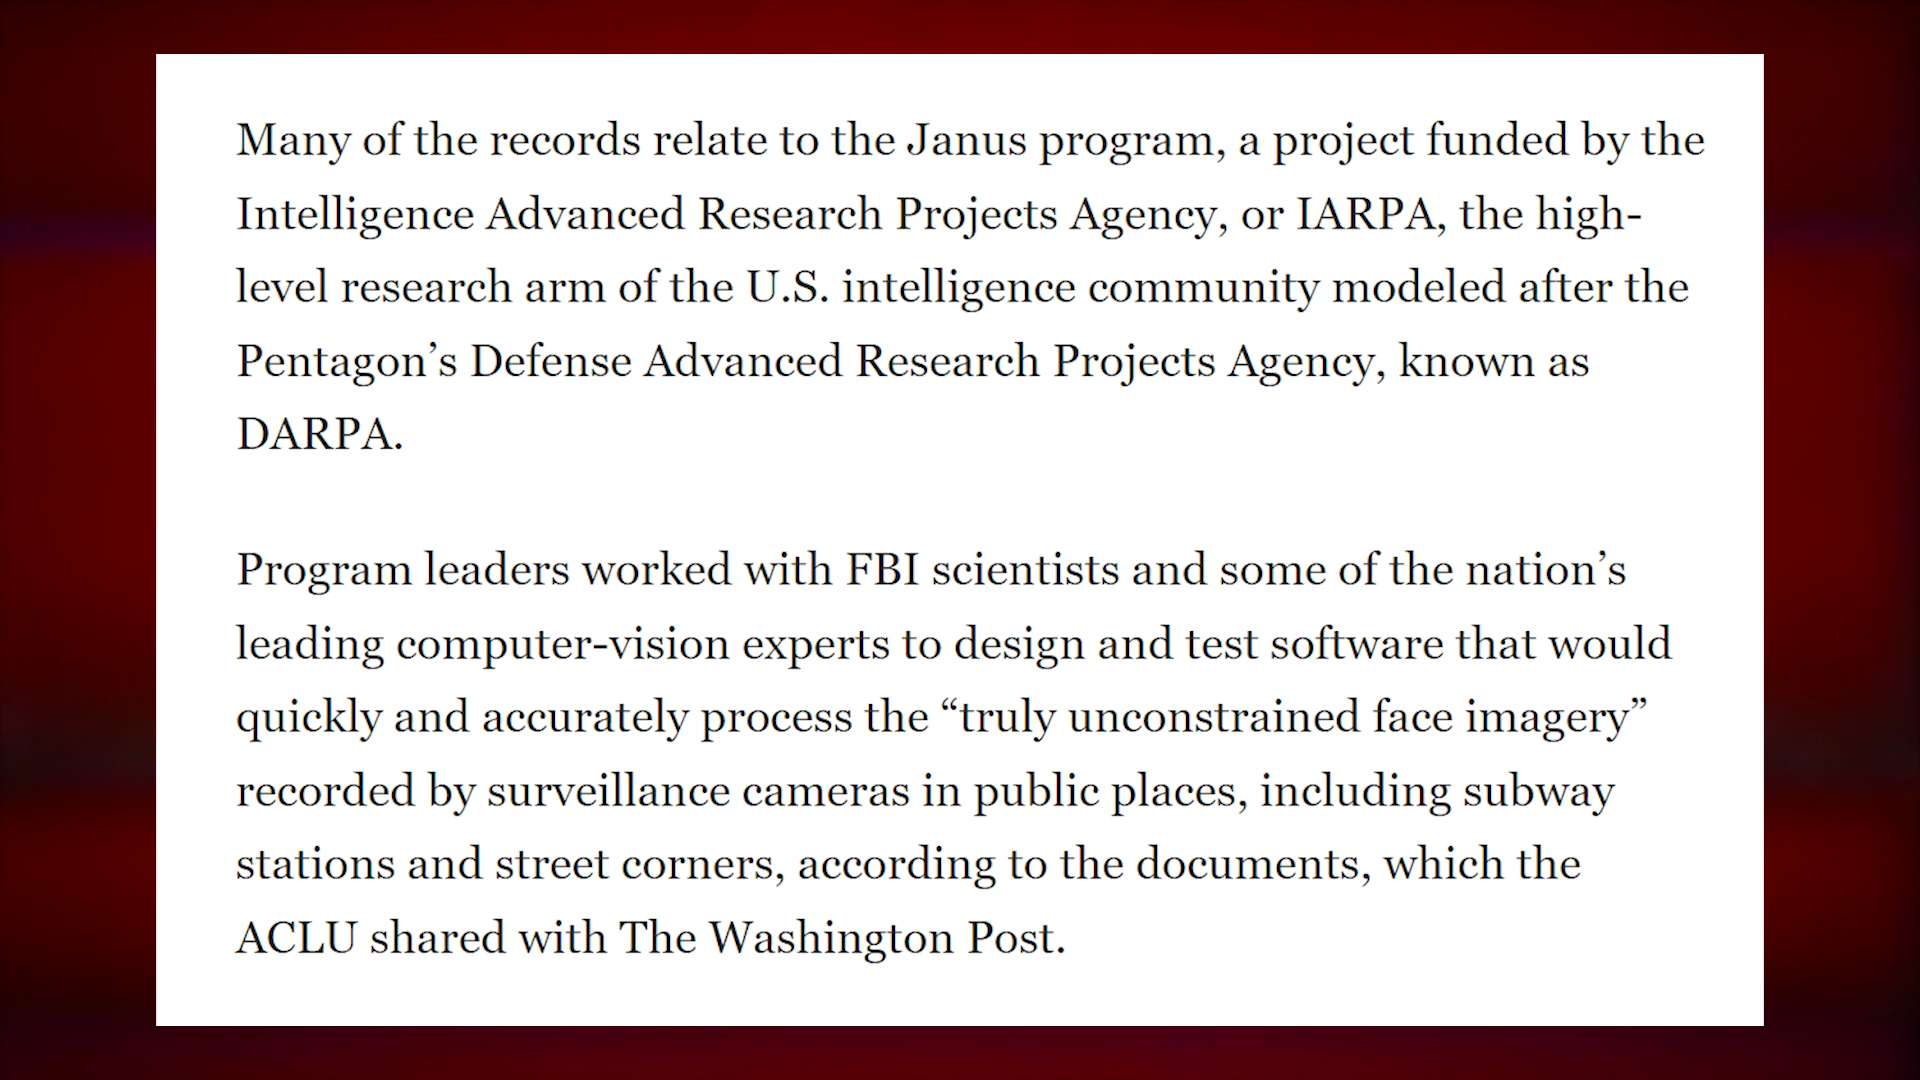 Many of the records relate to the Janus program, a project funded by the
Intelligence Advanced Research Projects Agency, or IARPA, the high-
level research arm of the U.S. intelligence community modeled after the
Pentagon’s Defense Advanced Research Projects Agency, known as
DARPA.
Program leaders worked with FBI scientists and some of the nation’s
leading computer-vision experts to design and test software that would
quickly and accurately process the “truly unconstrained face imagery”
recorded by surveillance cameras in public places, including subway
stations and street corners, according to the documents, which the
ACLU shared with The Washington Post.